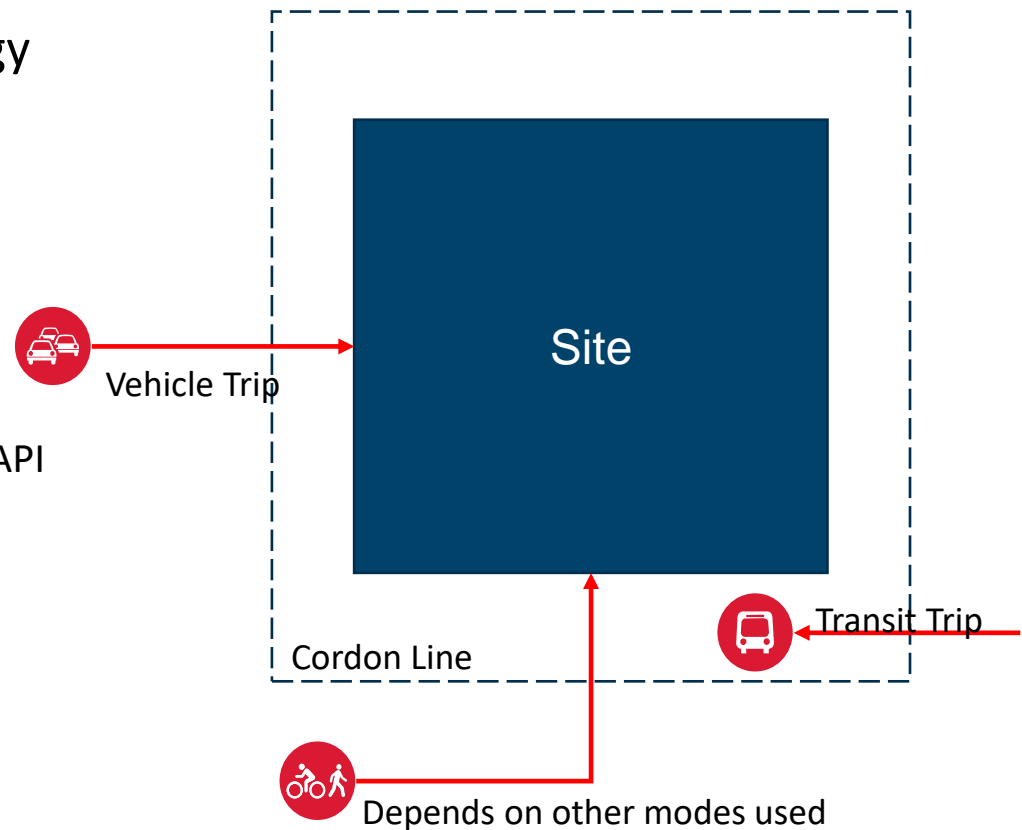 gy
Site
Vehicle Trip
API
Transit Trip
Cordon Line
Depends on other modes used